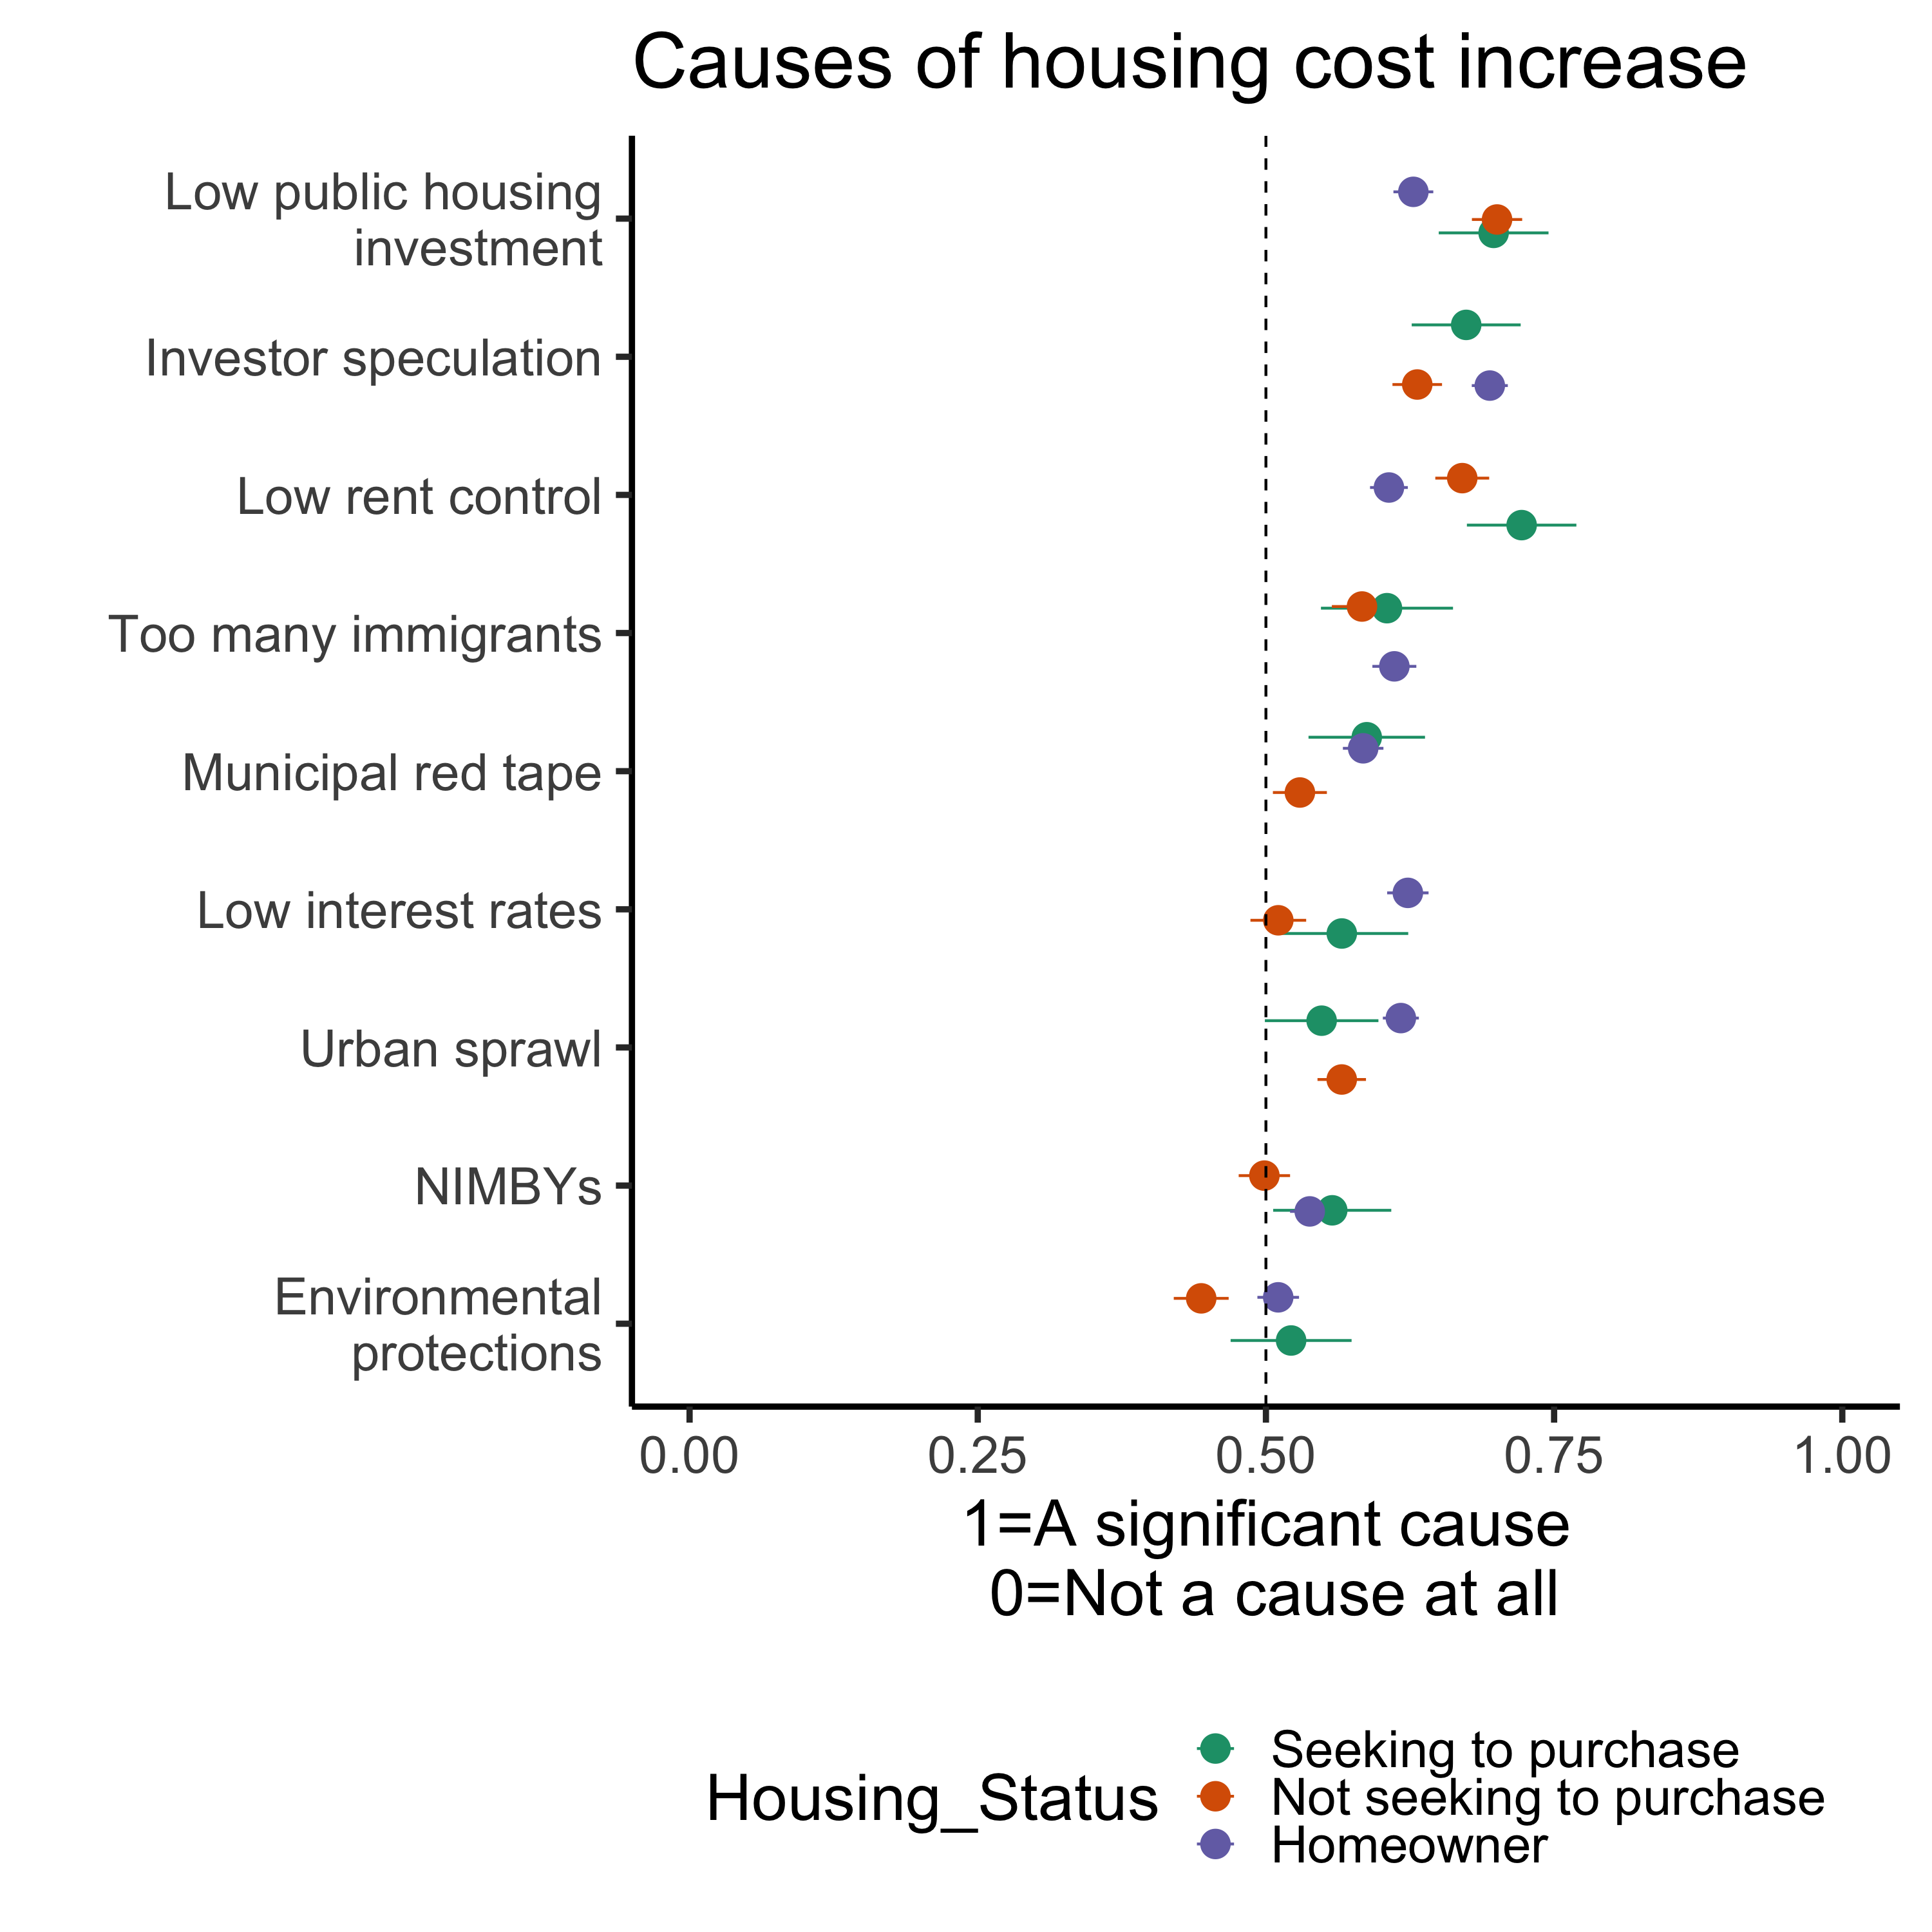 Causes of housing cost increase
Low public housing
investment
Investor speculation
Low rent control
Too many immigrants
Municipal red tape
Low interest rates
Urban sprawl
NIMBYs
Environmental
protections
0.00 0.25 0.50 0.75 1.00
1=A significant cause
0=Not a cause at all
Housing_Status
Seeking to purchase
Not seeking to purchase
Homeowner